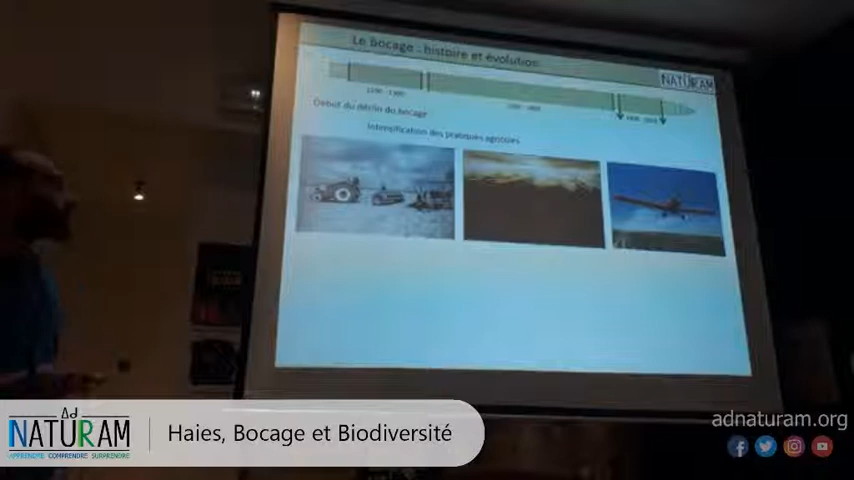 Le bocage : histoire et évolution
NATURAM
Début du déclin du bocage
Intensification des pratiques agricoles
Ad
NATURAM
APPRENDRE COMPRENDRE SURPRENDRE
Haies, Bocage et Biodiversité
adnaturam.org